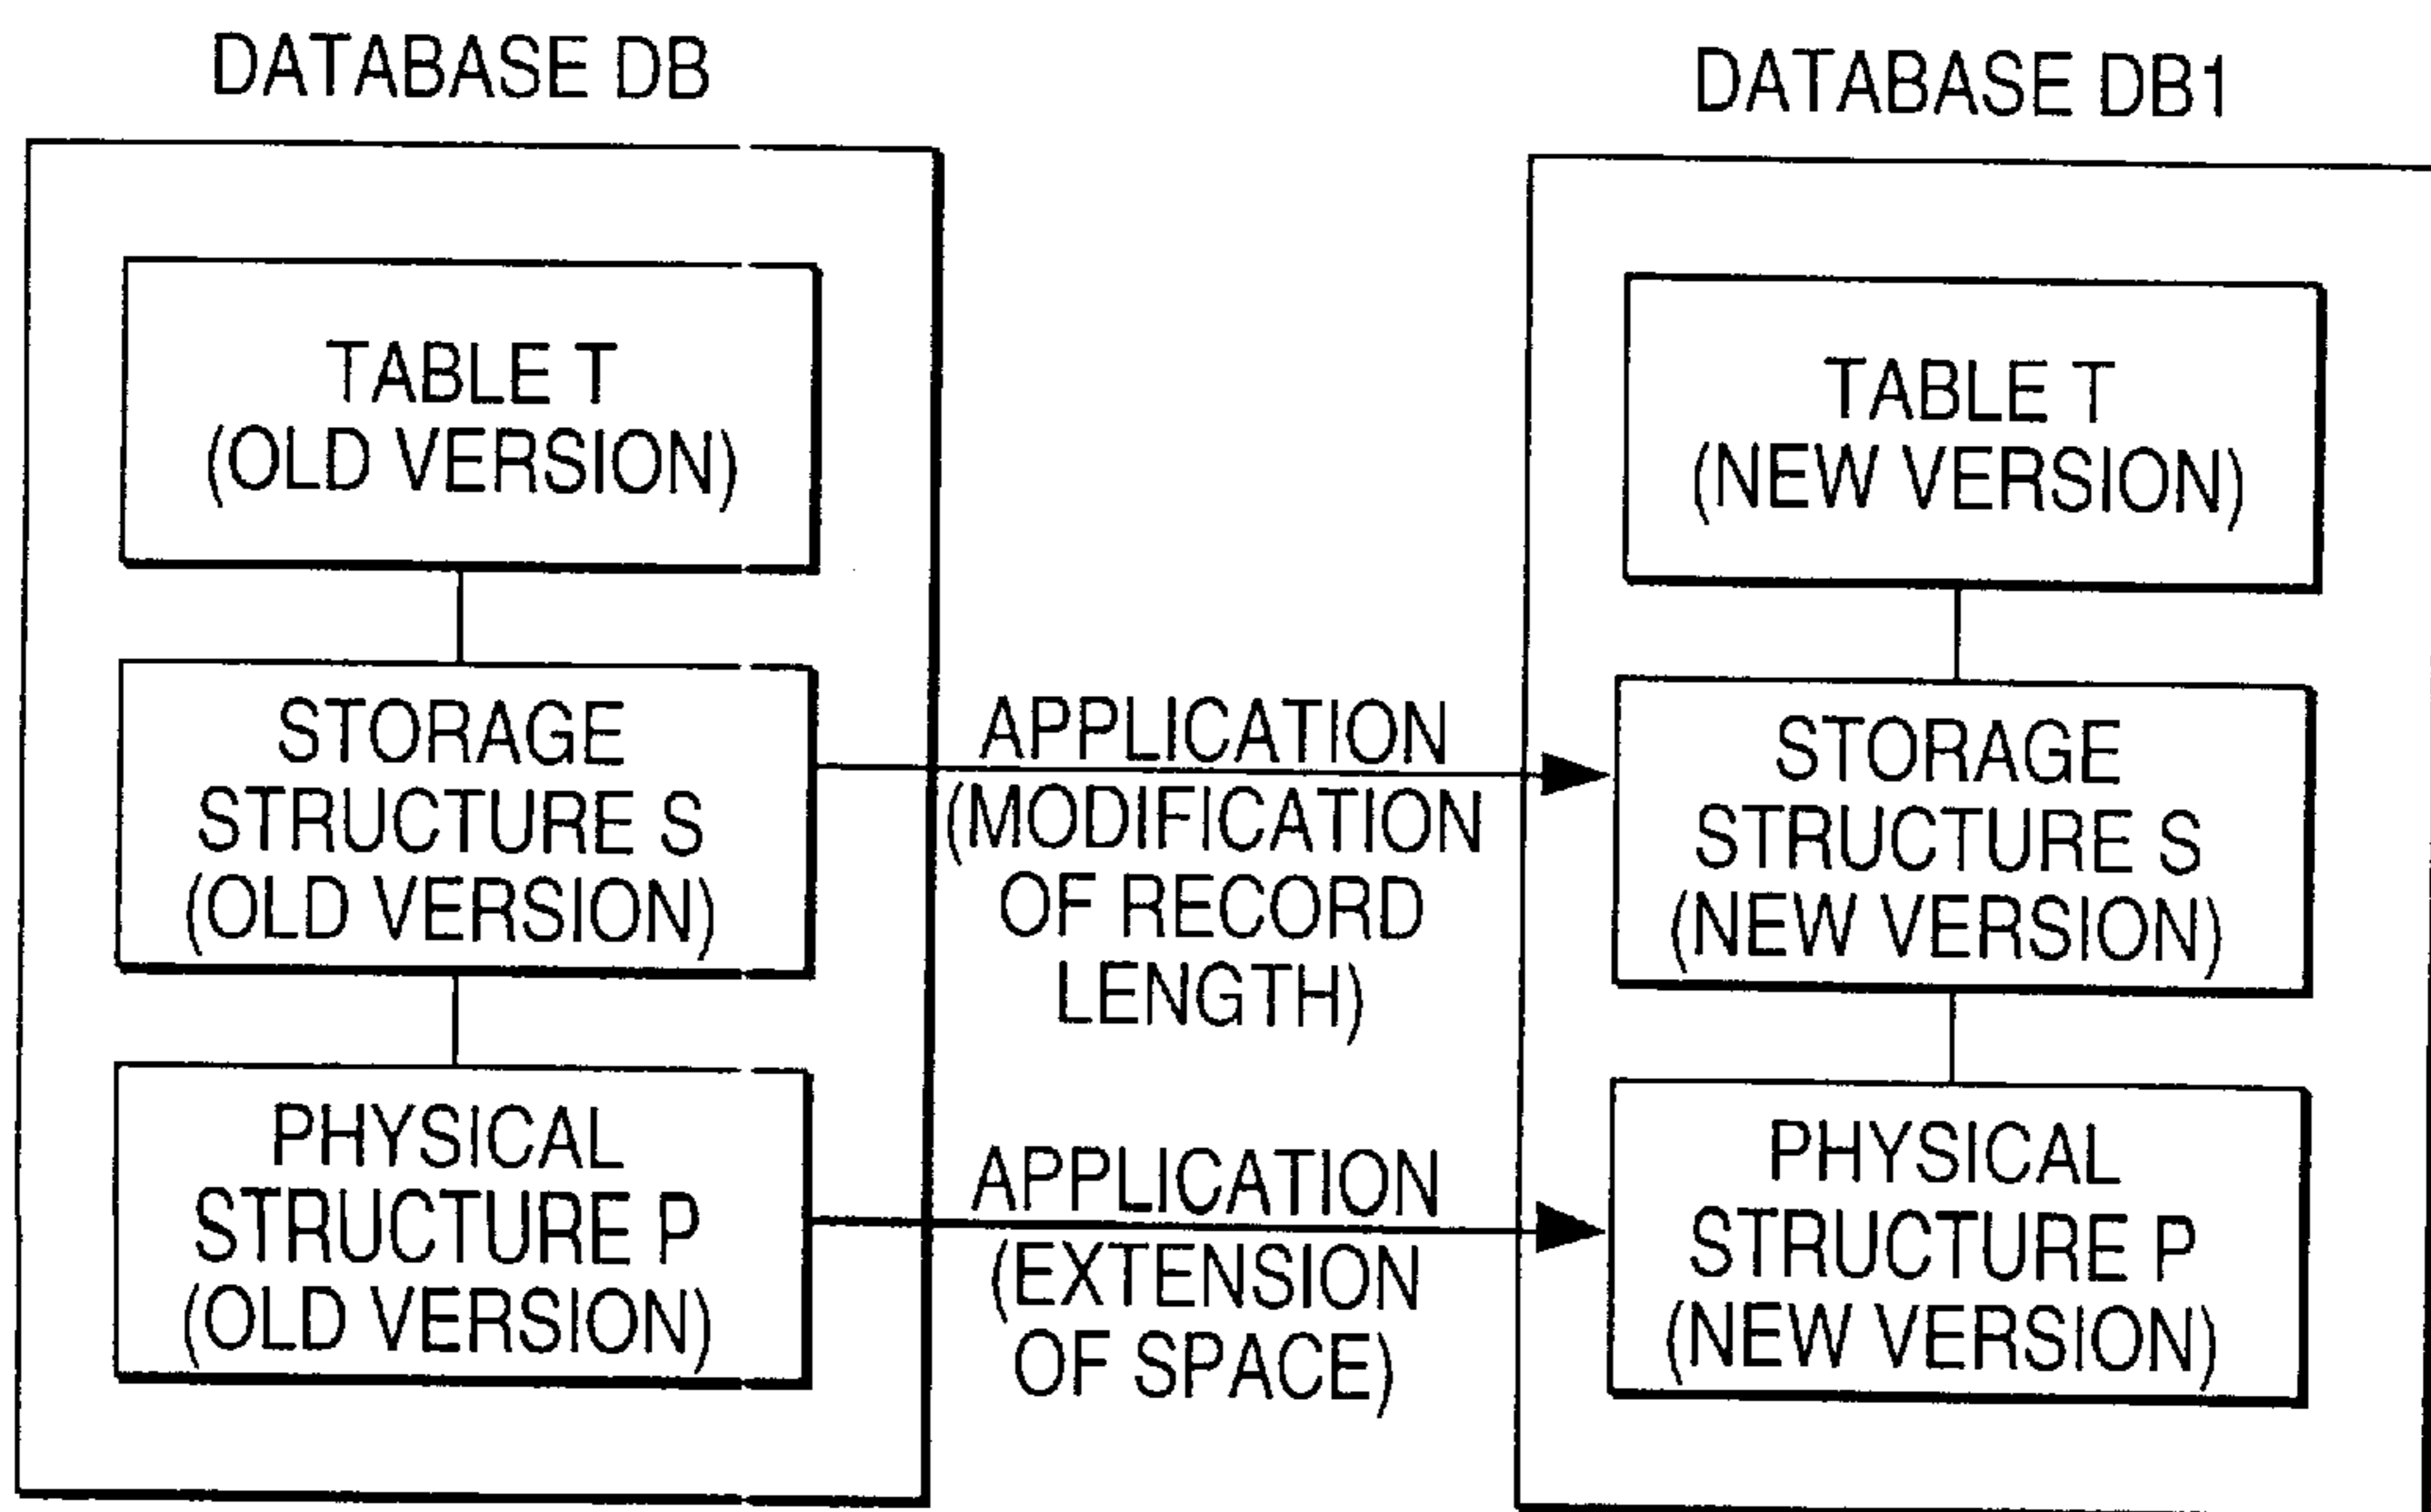 DATABASE DB
TABLE T
(OLD VERSION)
STORAGE
STRUCTURE S
(OLD VERSION)
PHYSICAL
STRUCTURE P
(OLD VERSION)
APPLICATION
(MODIFICATION
OF RECORD
LENGTH)
APPLICATION
(EXTENSION
OF SPACE)
DATABASE DB1
TABLE T
(NEW VERSION)
STORAGE
STRUCTURE S
(NEW VERSION)
PHYSICAL
STRUCTURE P
(NEW VERSION)